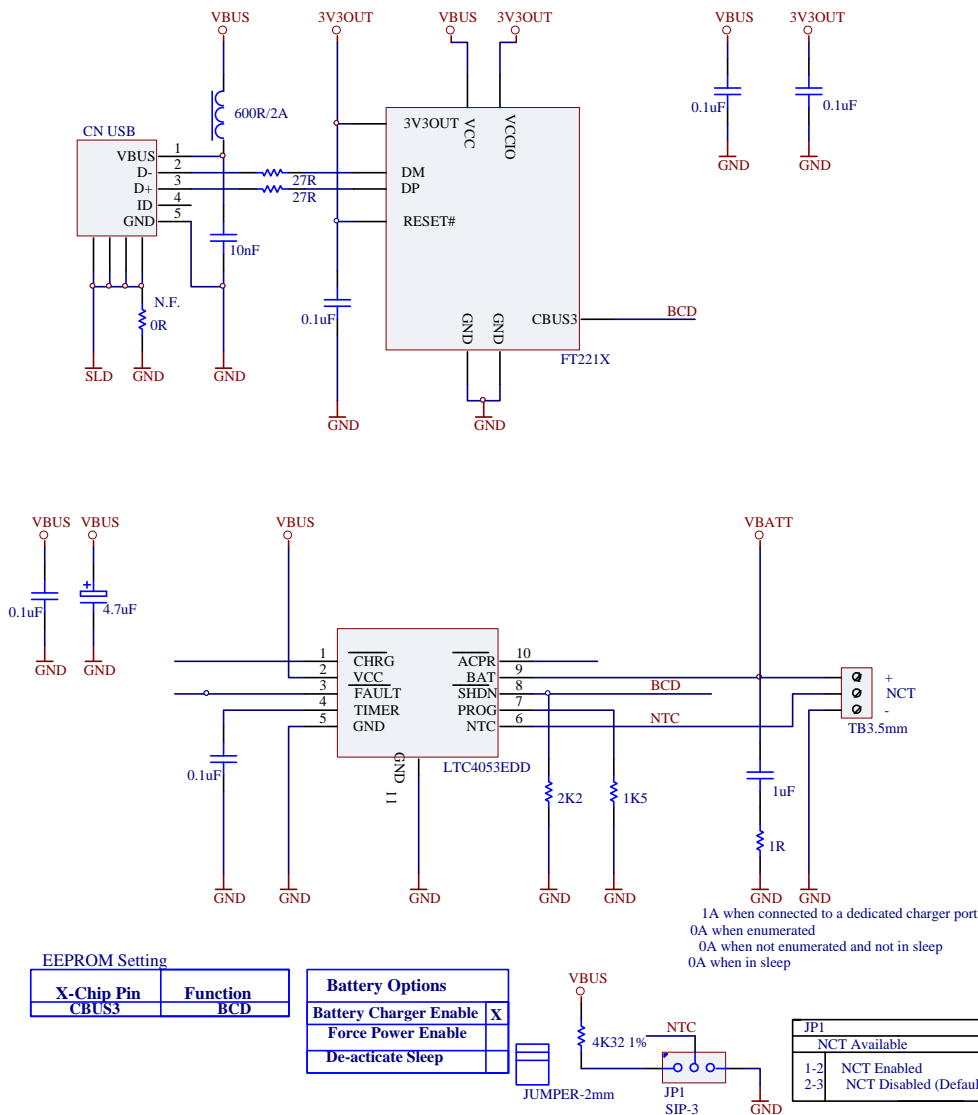 VBUS
3V3OUT
VBUS
3V3OUT
VBUS
3V3OUT
600R/2A
0.1uF
0.1uF
GND
GND
CN USB
VBUS 1
D- 2
D+ 3
ID 4
GND 5
27R
27R
3V3OUT
VCC
VCCIO
DM
DP
RESET#
10nF
N.F.
0R
0.1uF
GND
GND
CBUS3
BCD
FT221X
SLD
GND
GND
GND
GND
VBUS
VBUS
VBUS
VBATT
0.1uF
4.7uF
GND
GND
1 CHRG
2 VCC
3 FAULT
4 TIMER
5 GND
GND 11
ACPR 10
BAT 9
SHDN 8
PROG 7
NTC 6
BCD
NTC
LTC4053EDD
+
NCT
-
TB3.5mm
0.1uF
2K2
1K5
1uF
1R
GND
GND
GND
GND
GND
GND
GND
1A when connected to a dedicated charger port
0A when enumerated
0A when not enumerated and not in sleep
0A when in sleep
EEPROM Setting
X-Chip Pin Function
CBUS3 BCD
Battery Options
Battery Charger Enable X
Force Power Enable
De-acticate Sleep
JUMPER-2mm
VBUS
4K32 1%
NTC
JP1
SIP-3
GND
JP1
NCT Available
1-2 NCT Enabled
2-3 NCT Disabled (Defaul